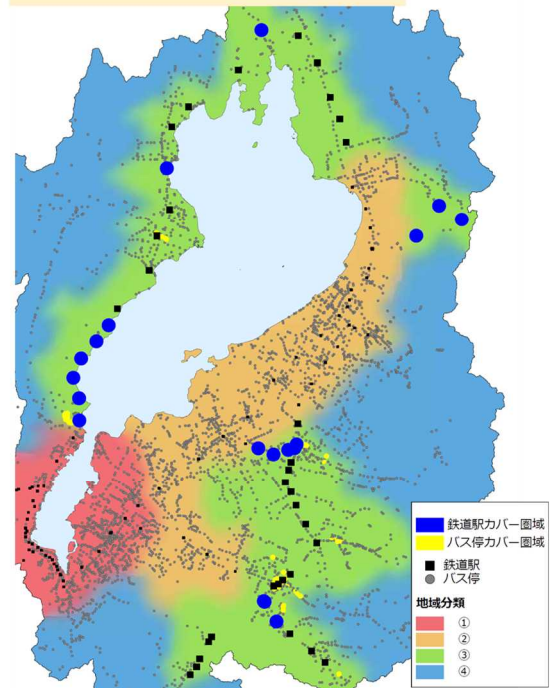 鉄道駅カバー圏域
バス停カバー圏域
鉄道駅
バス停
地域分類
①
②
③
④